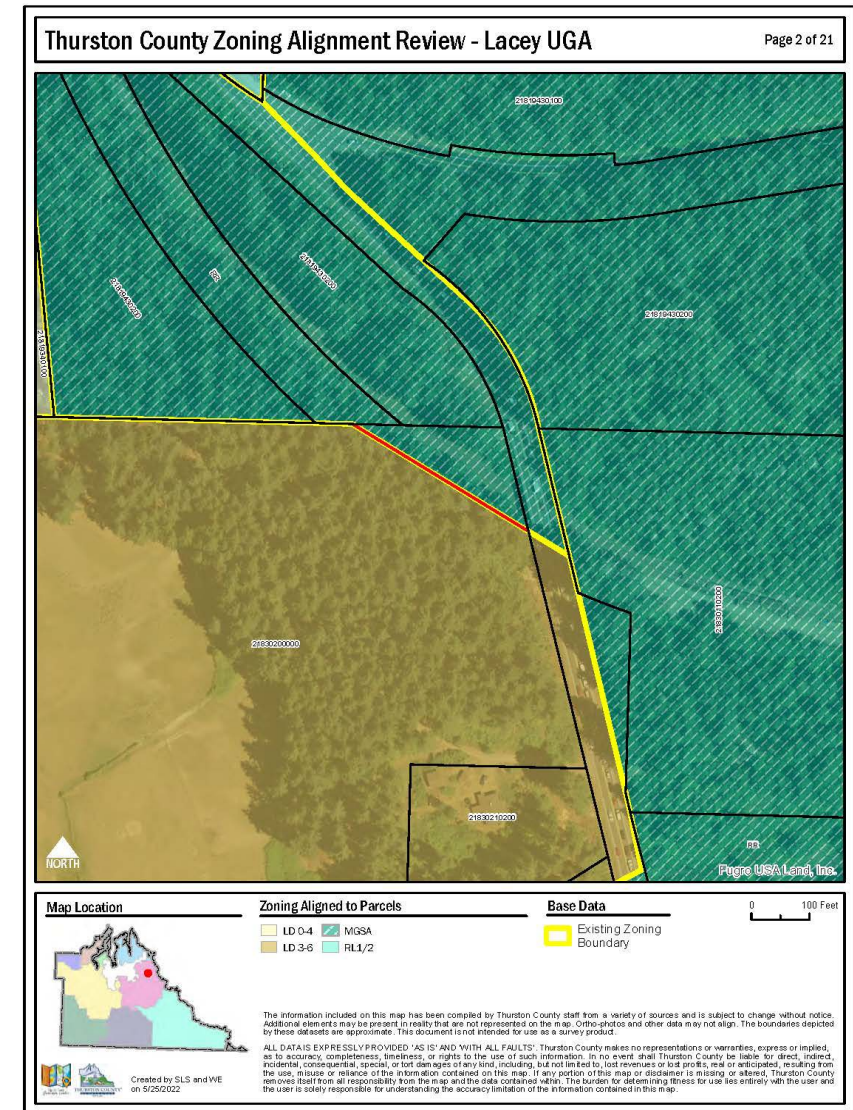 Thurston County Zoning Alignment Review - Lacey UGA
Page 2 of 21
21819430100
21819430200
RR
21819410200
21819340100
21819430200
21830110200
21830200000
21830210200
RR
NORTH
Fugro USA Land, Inc.
Map Location
Zoning Aligned to Parcels
LD 0-4
MGSA
LD 3-6
RL1/2
Base Data
Existing Zoning
Boundary
0
100 Feet
The information included on this map has been compiled by Thurston County staff from a variety of sources and is subject to change without notice.
Additional elements may be present in reality that are not represented on the map. Ortho-photos and other data may not align. The boundaries depicted
by these datasets are approximate. This document is not intended for use as a survey product.
ALL DATA IS EXPRESSLY PROVIDED 'AS IS' AND 'WITH ALL FAULTS'. Thurston County makes no representations or warranties, express or implied,
as to accuracy, completeness, timeliness, or rights to the use of such information. In no event shall Thurston County be liable for direct, indirect,
incidental, consequential, special, or tort damages of any kind, including, but not limited to, lost revenues or lost profits, real or anticipated, resulting from
the use, misuse or reliance of the information contained on this map. If any portion of this map or disclaimer is missing or altered, Thurston County
removes itself from all responsibility from the map and the data contained within. The burden for determining fitness for use lies entirely with the user and
the user is solely responsible for understanding the accuracy limitation of the information contained in this map.
THURSTON COUNTY
Created by SLS and WE
on 5/25/2022